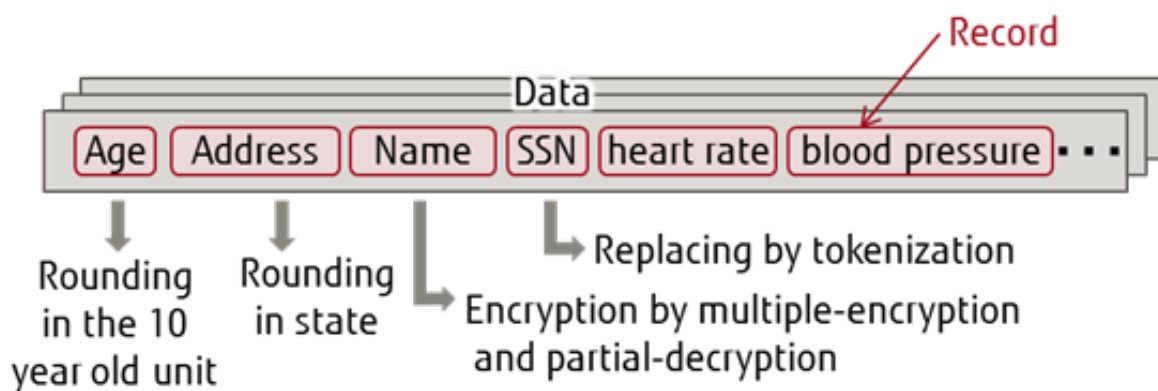 Record
Data
Age Address Name SSN heart rate blood pressure ···
Replacing by tokenization
Rounding
in the 10
year old unit
Rounding
in state
Encryption by multiple-encryption
and partial-decryption